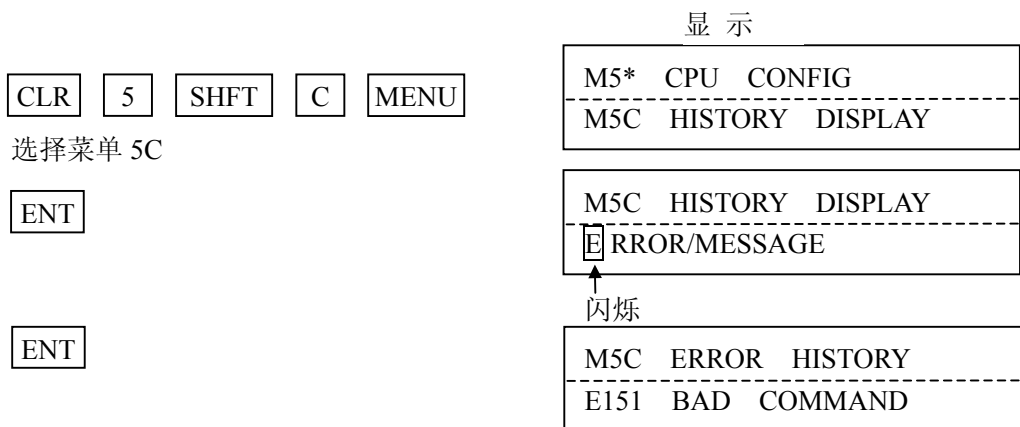 显 示
CLR 5 SHFT C MENU
M5* CPU CONFIG
M5C HISTORY DISPLAY
选择菜单 5C
ENT
M5C HISTORY DISPLAY
E RROR/MESSAGE
闪烁
ENT
M5C ERROR HISTORY
E151 BAD COMMAND